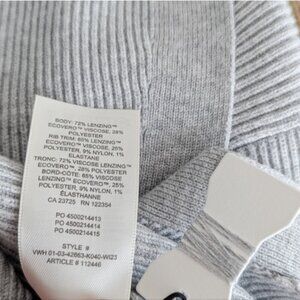 BODY: 72% LENZING™
ECOVERO™ VISCOSE, 28%
POLYESTER
RIB TRIM: 65% LENZING™
ECOVERO™ VISCOSE, 25%
POLYESTER, 9% NYLON, 1%
ELASTANE
TRONC: 72% LENZING™
ECOVERO™ VISCOSE, 28%
POLYESTER
BORD-CÔTE: 65% LENZING™
ECOVERO™ VISCOSE, 25%
POLYESTER, 9% NYLON, 1%
ÉLASTHANNE
CA 23725 RN 122354
PO 4500214413
PO 4500214414
PO 4500214415
STYLE #
VWH 01-03-42663-K040-WI23
ARTICLE # 112446